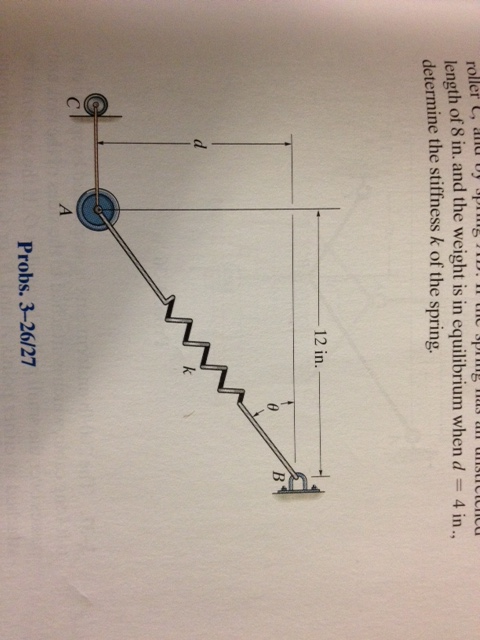 length of 8 in. and the weight is in equilibrium when d = 4 in.,
determine the stiffness k of the spring.
12 in.
d
θ
B
k
C
A
Probs. 3–26/27